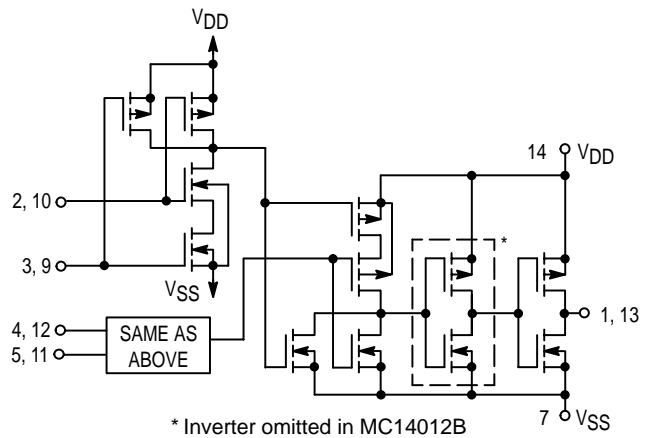 VDD
14 VDD
2, 10
*
3, 9
VSS
1, 13
4, 12
SAME AS
ABOVE
5, 11
7 VSS
* Inverter omitted in MC14012B